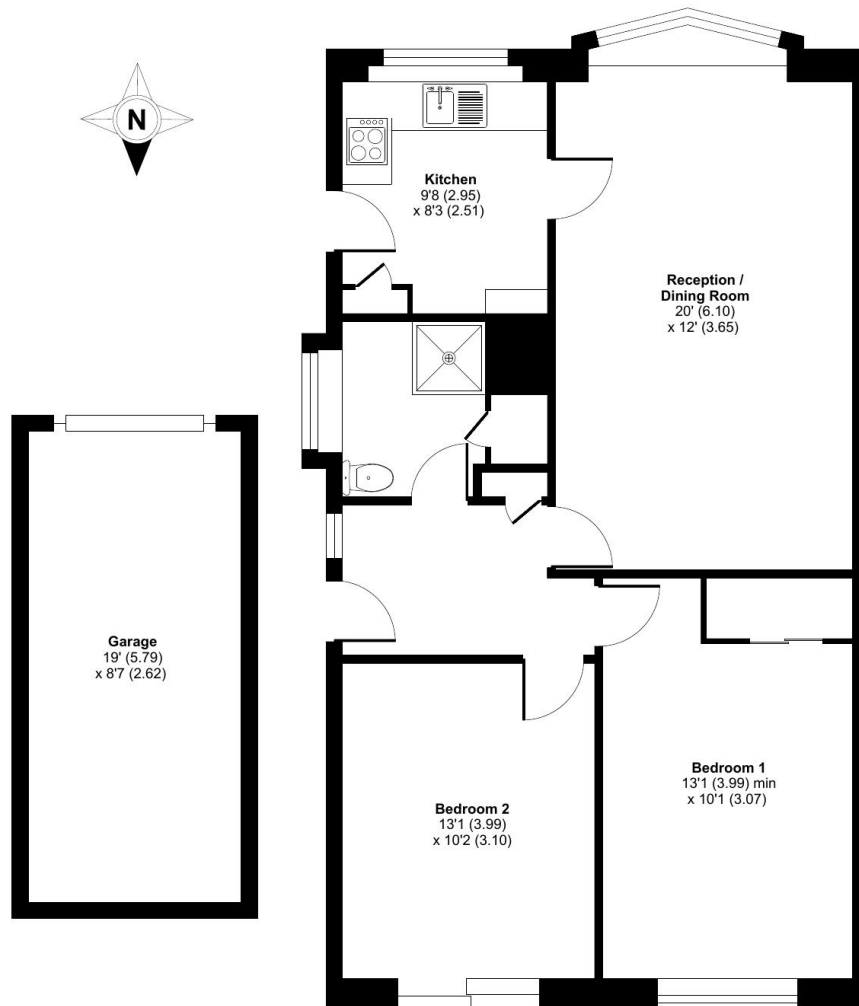 N
Kitchen
9'8 (2.95)
x 8'3 (2.51)
Reception /
Dining Room
20' (6.10)
x 12' (3.65)
Garage
19' (5.79)
x 8'7 (2.62)
Bedroom 1
13'1 (3.99) min
x 10'1 (3.07)
Bedroom 2
13'1 (3.99)
x 10'2 (3.10)